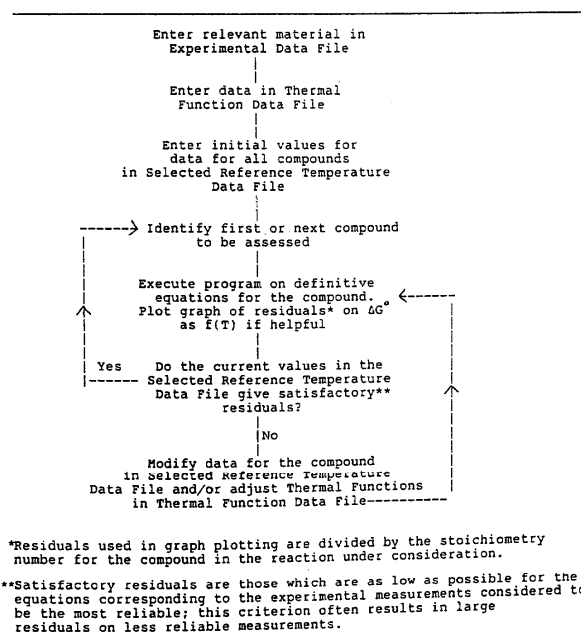 Enter relevant material in
Experimental Data File
Enter data in Thermal
Function Data File
Enter initial values for
data for all compounds
in Selected Reference Temperature
Data File
Identify first or next compound
to be assessed
Execute program on definitive
equations for the compound.
Plot graph of residuals* on ΔG°
as f(T) if helpful
Yes
Do the current values in the
Selected Reference Temperature
Data File give satisfactory**
residuals?
No
Modify data for the compound
in Selected Reference Temperature
Data File and/or adjust Thermal Functions
in Thermal Function Data File
*Residuals used in graph plotting are divided by the stoichiometry
number for the compound in the reaction under consideration.
**Satisfactory residuals are those which are as low as possible for the
equations corresponding to the experimental measurements considered to
be the most reliable; this criterion often results in large
residuals on less reliable measurements.